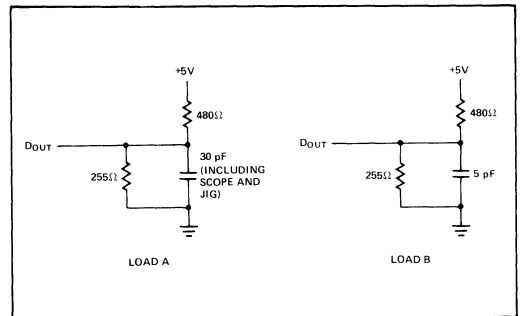 +5V
480Ω
DOUT
255Ω
30 pF
(INCLUDING
SCOPE AND
JIG)
LOAD A
+5V
480Ω
DOUT
255Ω
5 pF
LOAD B